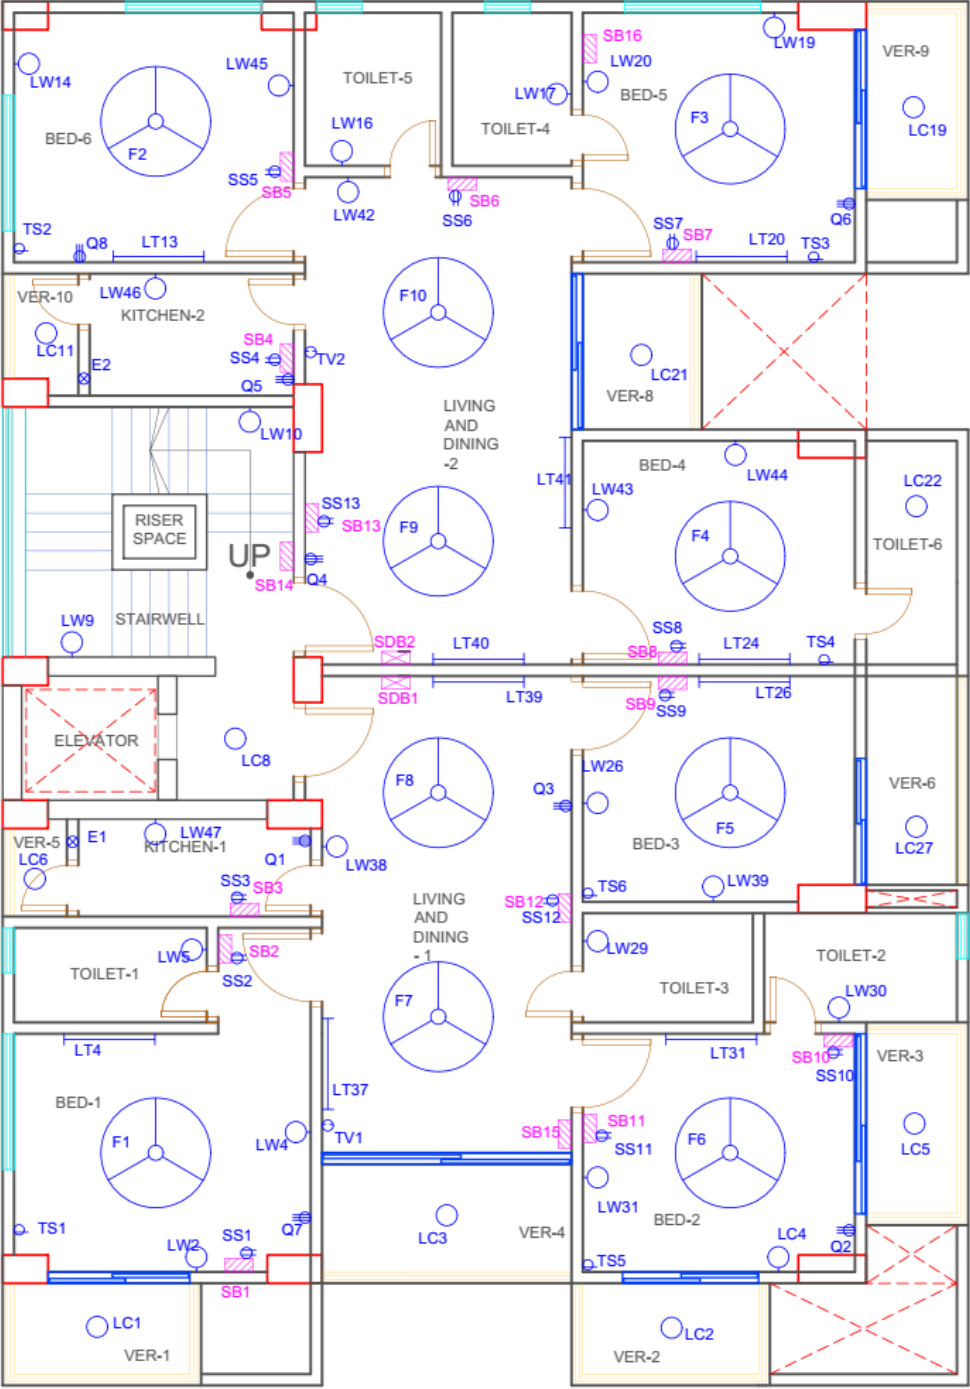 LW19
SB16
VER-9
LW45
LW20
TOILET-5
LW14
LW17
BED-5
LC19
F3
TOILET-4
LW16
BED-6
F2
SS5
SB5
SB6
SS6
LW42
Q6
SS7
SB7
TS2
Q8
LT13
LT20
TS3
LW46
F10
VER-10
KITCHEN-2
SB4
LC11
SS4
TV2
E2
Q5
LC21
VER-8
LIVING
AND
DINING
-2
LW10
BED-4
LW44
LT41
LW43
LC22
SS13
SB13
RISER
SPACE
F9
F4
TOILET-6
UP
SB14
Q4
STAIRWELL
LW9
SS8
SDB2
LT40
SB8
LT24
TS4
SDB1
LT39
SB9
SS9
LT26
ELEVATOR
LC8
F8
LW26
Q3
VER-6
F5
LC27
VER-5
E1
LW47
KITCHEN-1
Q1
LW38
BED-3
LC6
SS3
SB3
TS6
LW39
LIVING
AND
DINING
-1
SB12
SS12
LW5
SB2
LW29
TOILET-2
TOILET-1
SS2
TOILET-3
F7
LW30
LT4
LT31
SB10
SS10
VER-3
LT37
BED-1
F1
LW4
TV1
SB15
SB11
SS11
F6
LC5
LW31
BED-2
TS1
Q7
LC3
VER-4
LW2
SS1
LC4
Q2
TS5
SB1
LC1
VER-1
LC2
VER-2